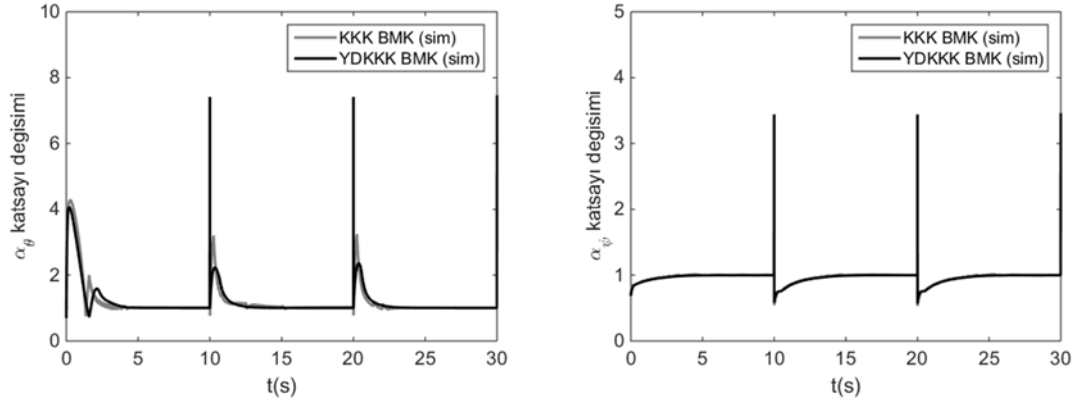 10
8
6
4
2
0
α_θ katsayı degisimi
KKK BMK (sim)
YDKKK BMK (sim)
0 5 10 15 20 25 30
t(s)
5
4
3
2
1
0
α_ψ katsayı degisimi
KKK BMK (sim)
YDKKK BMK (sim)
0 5 10 15 20 25 30
t(s)